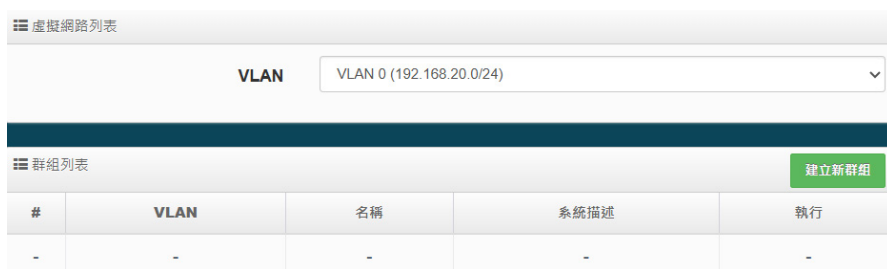 虛擬網路列表
VLAN VLAN 0 (192.168.20.0/24)
群組列表 建立新群組
# VLAN 名稱 系統描述 執行
- - - - -